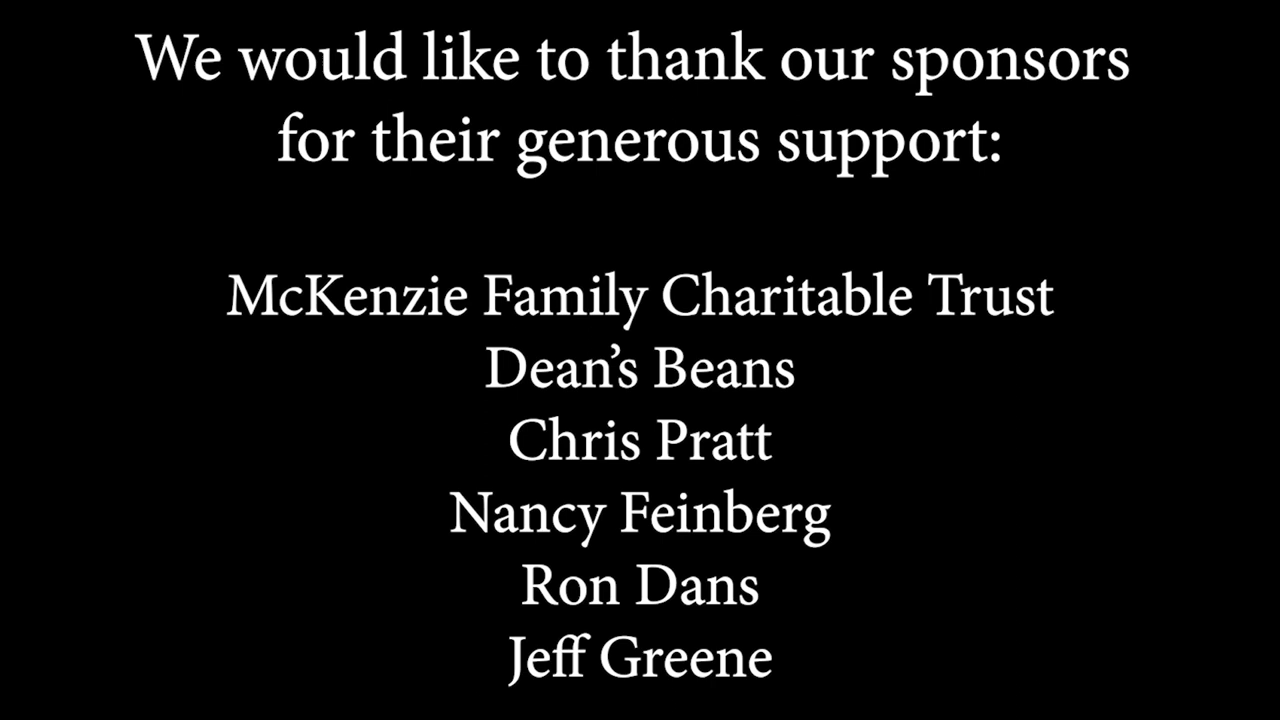 We would like to thank our sponsors
for their generous support:
McKenzie Family Charitable Trust
Dean’s Beans
Chris Pratt
Nancy Feinberg
Ron Dans
Jeff Greene